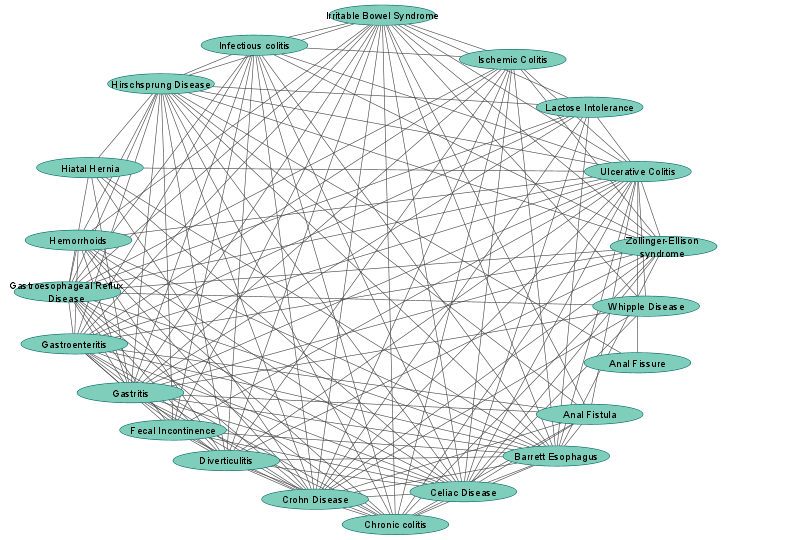 Irritable Bowel Syndrome
Infectious colitis
Ischemic Colitis
Hirschsprung Disease
Lactose Intolerance
Hiatal Hernia
Ulcerative Colitis
Hemorrhoids
Zollinger-Ellison
syndrome
Gastroesophageal Reflux
Disease
Whipple Disease
Gastroenteritis
Anal Fissure
Gastritis
Anal Fistula
Fecal Incontinence
Barrett Esophagus
Diverticulitis
Celiac Disease
Crohn Disease
Chronic colitis